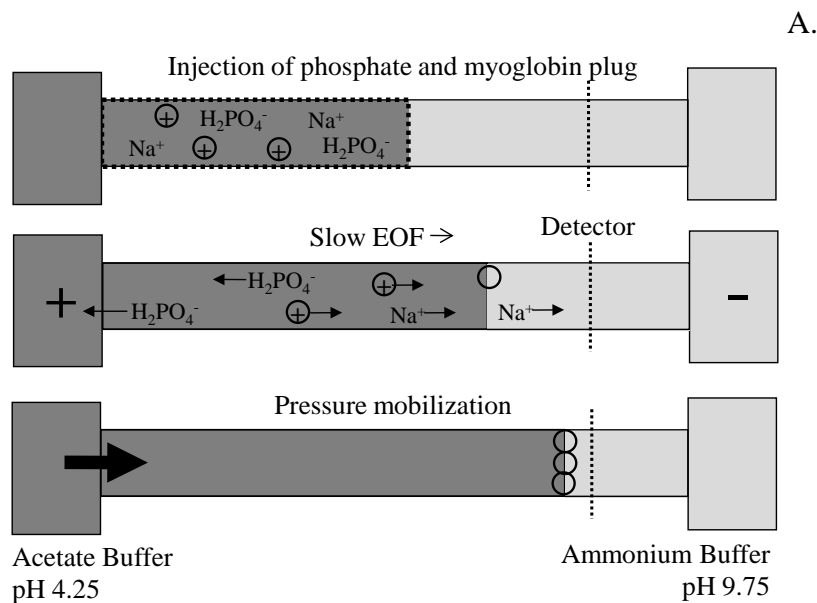 A.
Injection of phosphate and myoglobin plug
+ H₂PO₄⁻ Na⁺
Na⁺ + + H₂PO₄⁻
Slow EOF → Detector
H₂PO₄⁻ +
+ H₂PO₄⁻ + Na⁺ Na⁺ -
Pressure mobilization
Acetate Buffer
pH 4.25
Ammonium Buffer
pH 9.75